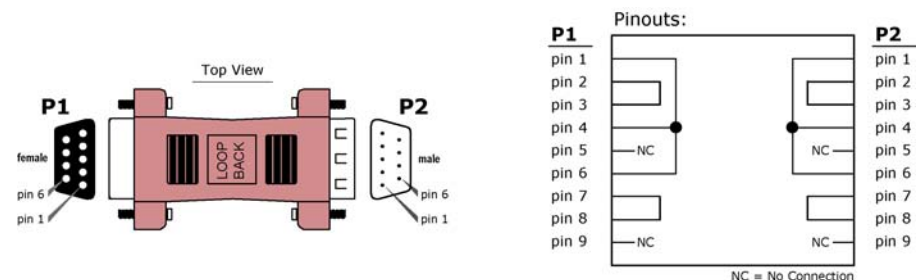 Top View
P1
P2
female
male
LOOP
BACK
pin 6
pin 1
pin 6
pin 1
Pinouts:
P1
P2
pin 1
pin 1
pin 2
pin 2
pin 3
pin 3
pin 4
pin 4
pin 5
NC
NC
pin 5
pin 6
pin 6
pin 7
pin 7
pin 8
pin 8
pin 9
NC
NC
pin 9
NC = No Connection